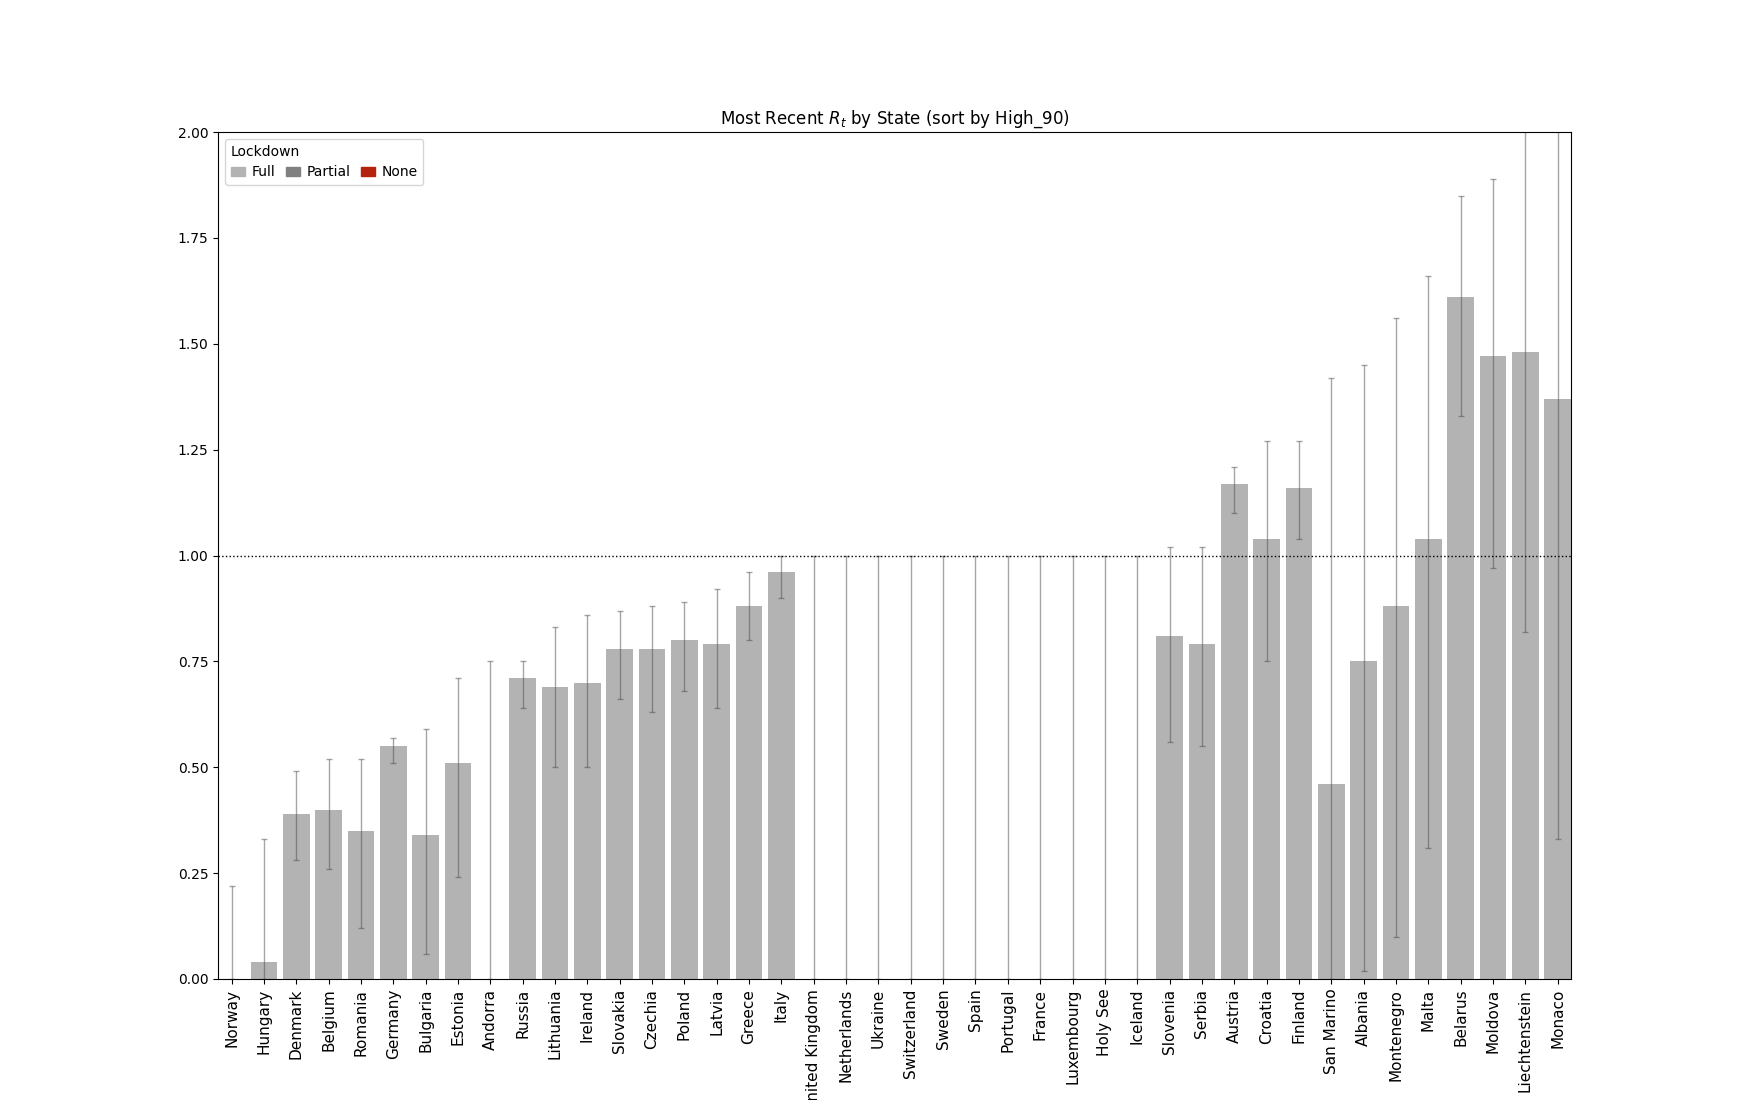 Most Recent R_t by State (sort by High_90)
Lockdown
Full Partial None
2.00
1.75
1.50
1.25
1.00
0.75
0.50
0.25
0.00
Norway
Hungary
Denmark
Belgium
Romania
Germany
Bulgaria
Estonia
Andorra
Russia
Lithuania
Ireland
Slovakia
Czechia
Poland
Latvia
Greece
Italy
nited Kingdom
Netherlands
Ukraine
Switzerland
Sweden
Spain
Portugal
France
Luxembourg
Holy See
Iceland
Slovenia
Serbia
Austria
Croatia
Finland
San Marino
Albania
Montenegro
Malta
Belarus
Moldova
Liechtenstein
Monaco